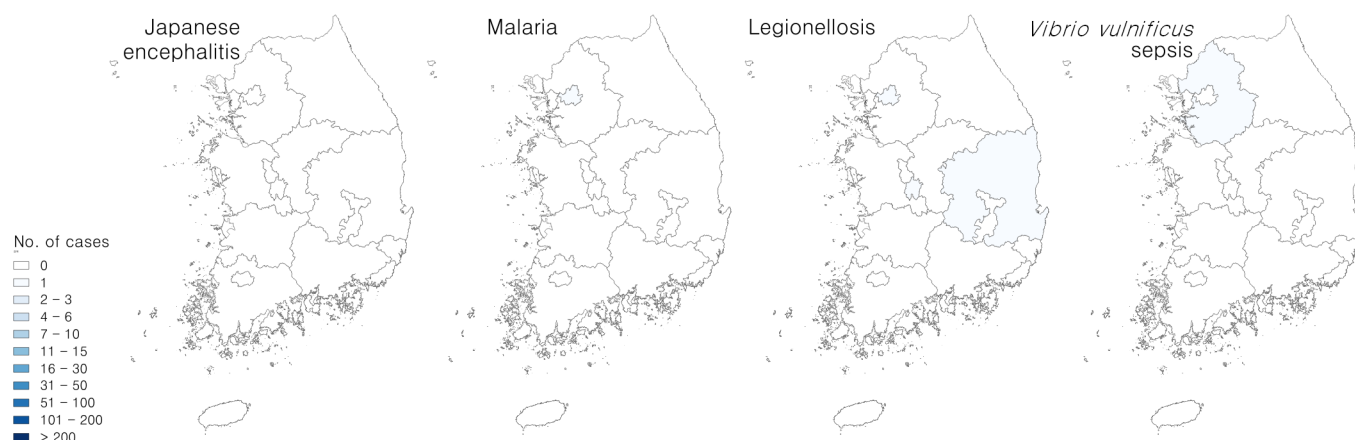 Japanese
encephalitis
Malaria
Legionellosis
Vibrio vulnificus
sepsis
No. of cases
0
1
2 – 3
4 – 6
7 – 10
11 – 15
16 – 30
31 – 50
51 – 100
101 – 200
> 200